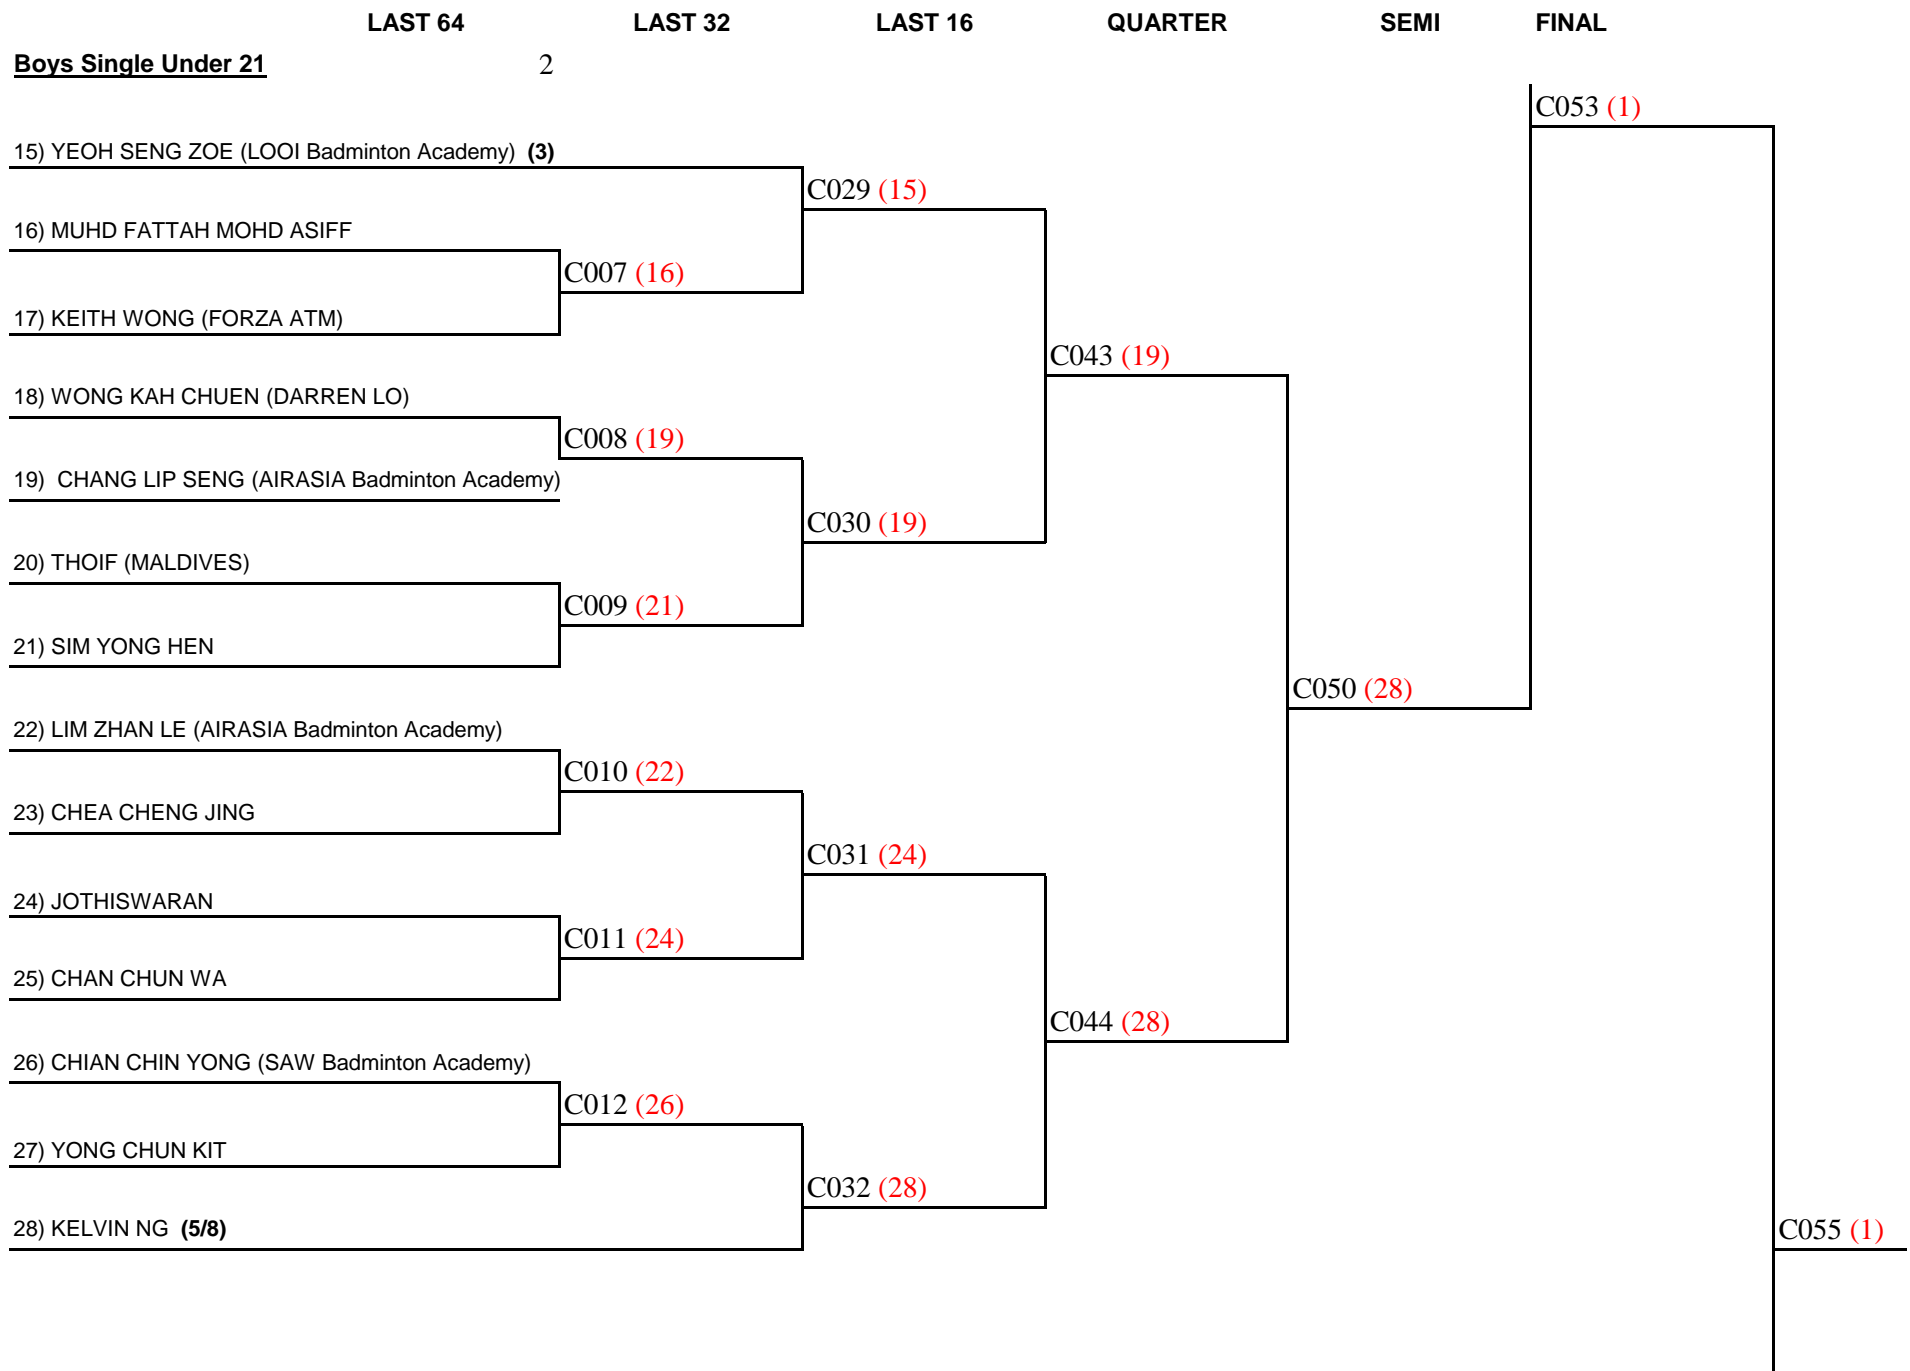 LAST 64 LAST 32 LAST 16 QUARTER SEMI FINAL
Boys Single Under 21 2
C053 (1)
15) YEOH SENG ZOE (LOOI Badminton Academy) (3)
C029 (15)
16) MUHD FATTAH MOHD ASIFF
C007 (16)
17) KEITH WONG (FORZA ATM)
C043 (19)
18) WONG KAH CHUEN (DARREN LO)
C008 (19)
19) CHANG LIP SENG (AIRASIA Badminton Academy)
C030 (19)
20) THOIF (MALDIVES)
C009 (21)
21) SIM YONG HEN
C050 (28)
22) LIM ZHAN LE (AIRASIA Badminton Academy)
C010 (22)
23) CHEA CHENG JING
C031 (24)
24) JOTHISWARAN
C011 (24)
25) CHAN CHUN WA
C044 (28)
26) CHIAN CHIN YONG (SAW Badminton Academy)
C012 (26)
27) YONG CHUN KIT
C032 (28)
28) KELVIN NG (5/8)
C055 (1)